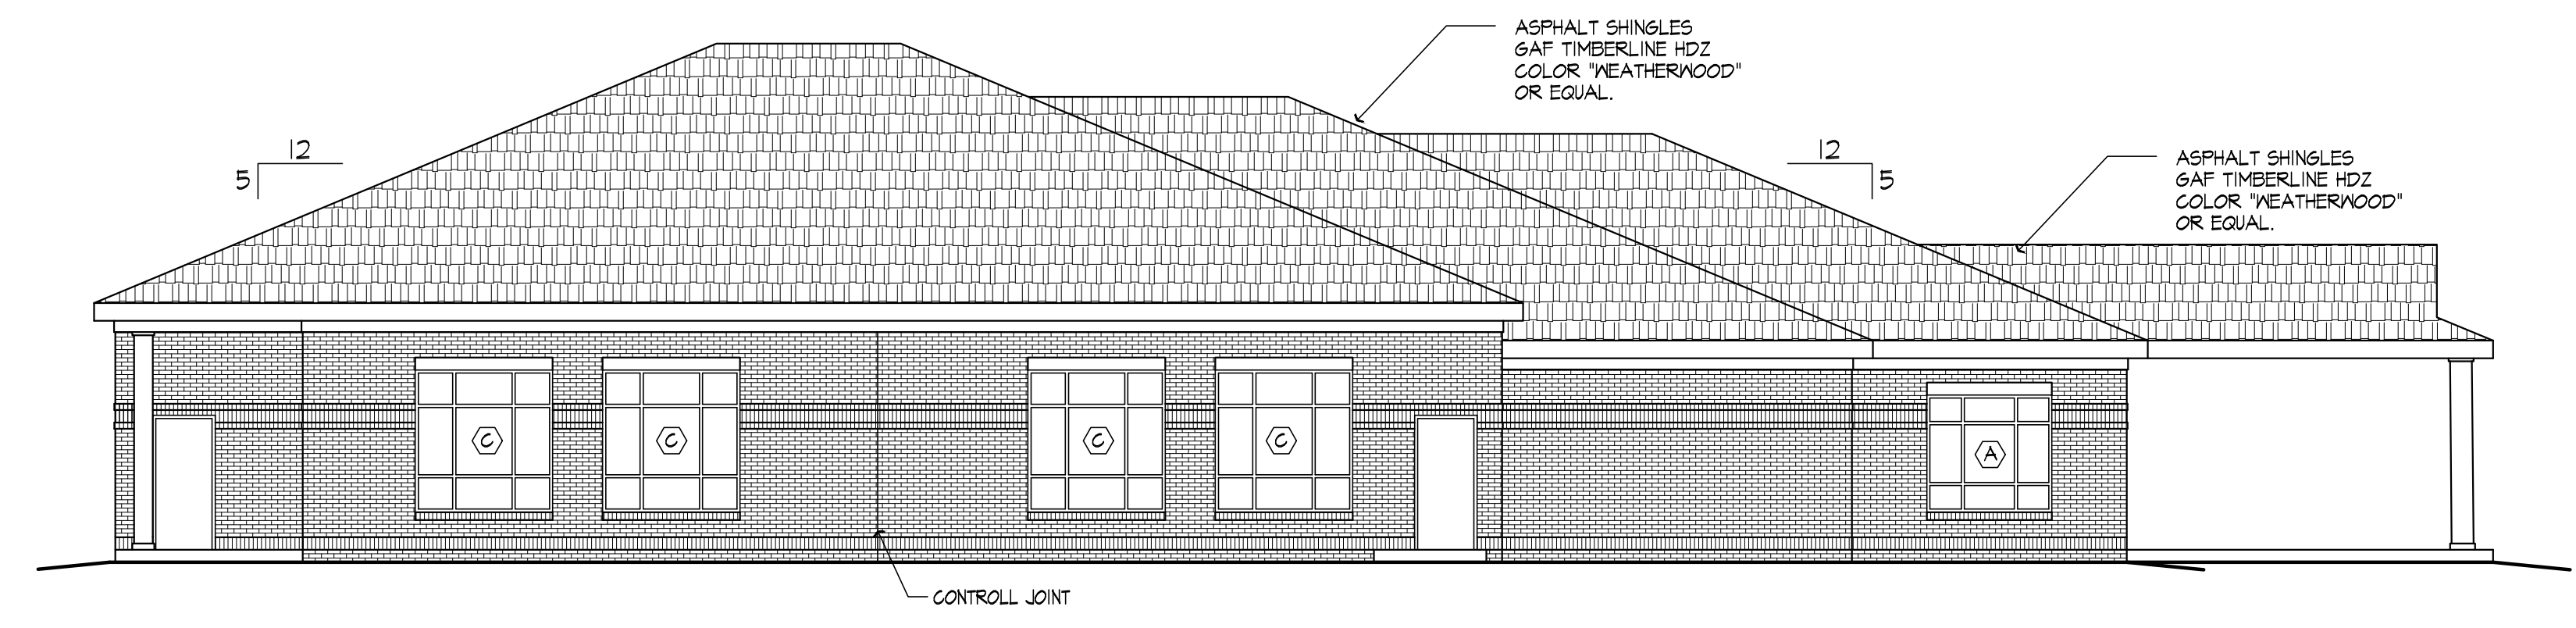 ASPHALT SHINGLES
GAF TIMBERLINE HDZ
COLOR "WEATHERWOOD"
OR EQUAL.
12
5
12
5
ASPHALT SHINGLES
GAF TIMBERLINE HDZ
COLOR "WEATHERWOOD"
OR EQUAL.
C
C
C
C
A
CONTROLL JOINT